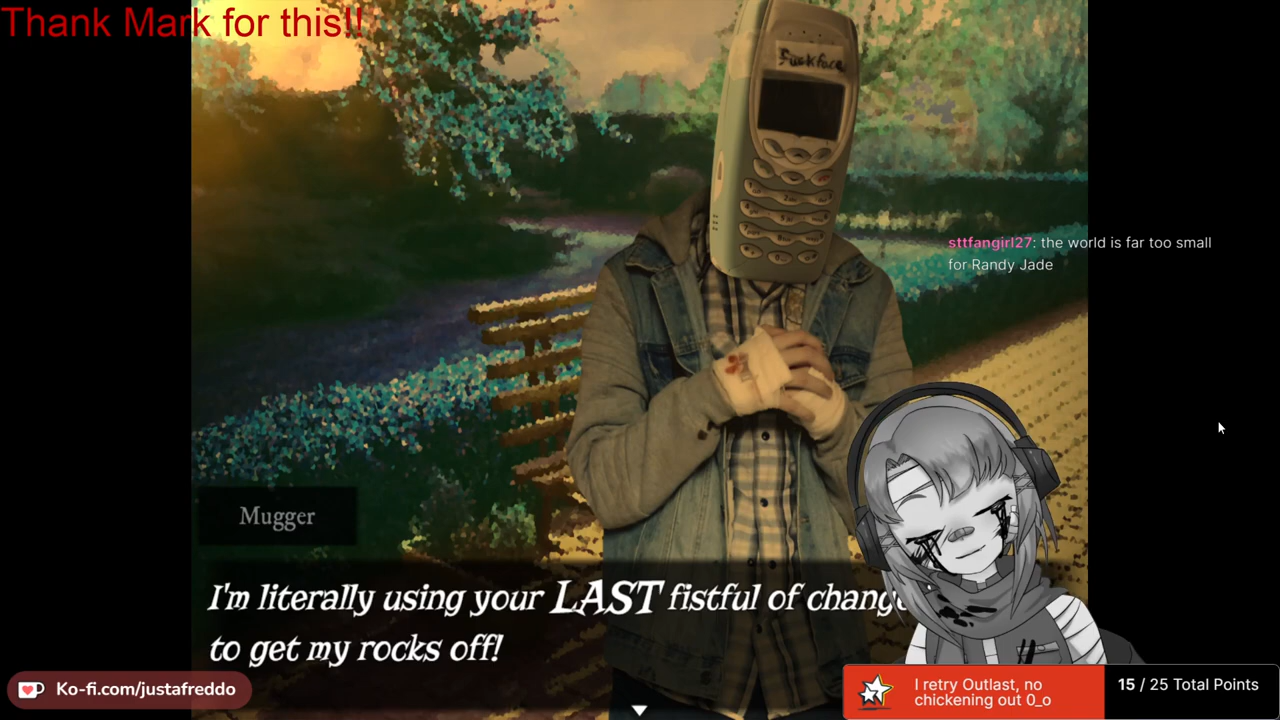 Thank Mark for this!!
Fuckface
sttfangirl27: the world is far too small
for Randy Jade
Mugger
I'm literally using your LAST fistful of change
to get my rocks off!
Ko-fi.com/justafreddo
I retry Outlast, no
chickening out 0_o
15 / 25 Total Points